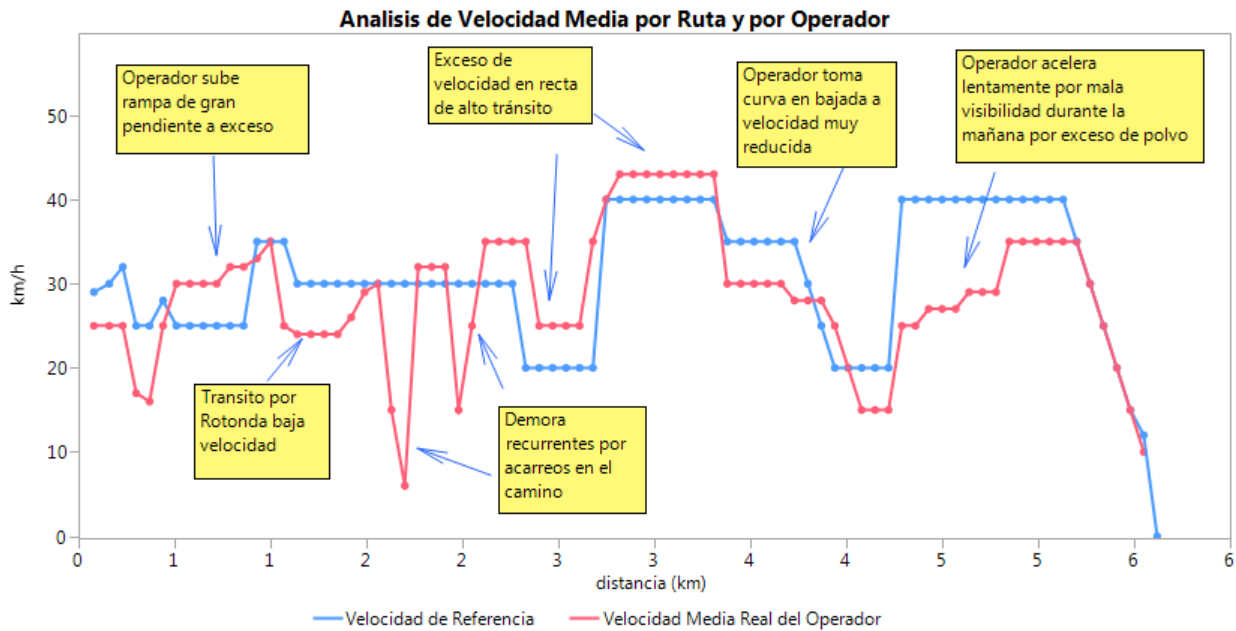 Analisis de Velocidad Media por Ruta y por Operador
Operador sube
rampa de gran
pendiente a exceso
Exceso de
velocidad en recta
de alto tránsito
Operador toma
curva en bajada a
velocidad muy
reducida
Operador acelera
lentamente por mala
visibilidad durante la
mañana por exceso de polvo
Transito por
Rotonda baja
velocidad
Demora
recurrentes por
acarreos en el
camino
km/h
50
40
30
20
10
0
0 1 1 2 2 3 3 4 4 5 5 6 6
distancia (km)
Velocidad de Referencia Velocidad Media Real del Operador